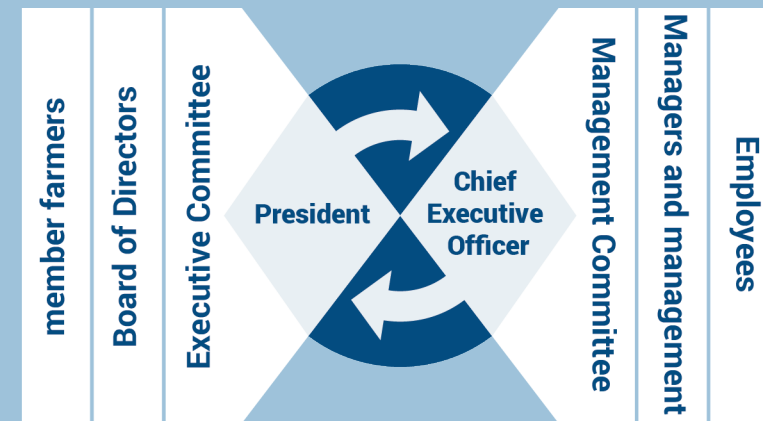 member farmers
Board of Directors
Executive Committee
President
Chief
Executive
Officer
Management Committee
Managers and management
Employees